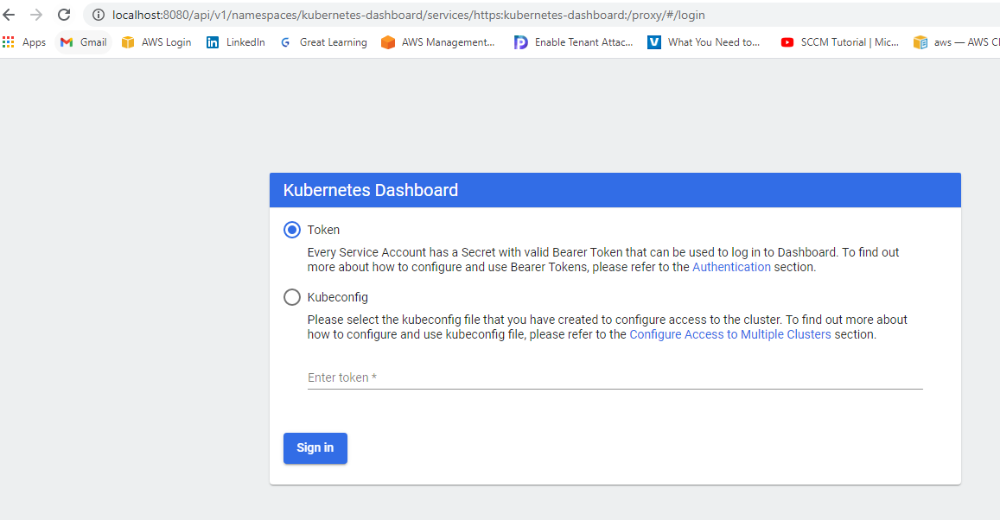 localhost:8080/api/v1/namespaces/kubernetes-dashboard/services/https:kubernetes-dashboard:/proxy/#/login
Apps Gmail AWS Login LinkedIn Great Learning AWS Management... Enable Tenant Attac... What You Need to... SCCM Tutorial | Mic... aws — AWS Cl
Kubernetes Dashboard
Token
Every Service Account has a Secret with valid Bearer Token that can be used to log in to Dashboard. To find out
more about how to configure and use Bearer Tokens, please refer to the Authentication section.
Kubeconfig
Please select the kubeconfig file that you have created to configure access to the cluster. To find out more about
how to configure and use kubeconfig file, please refer to the Configure Access to Multiple Clusters section.
Enter token *
Sign in